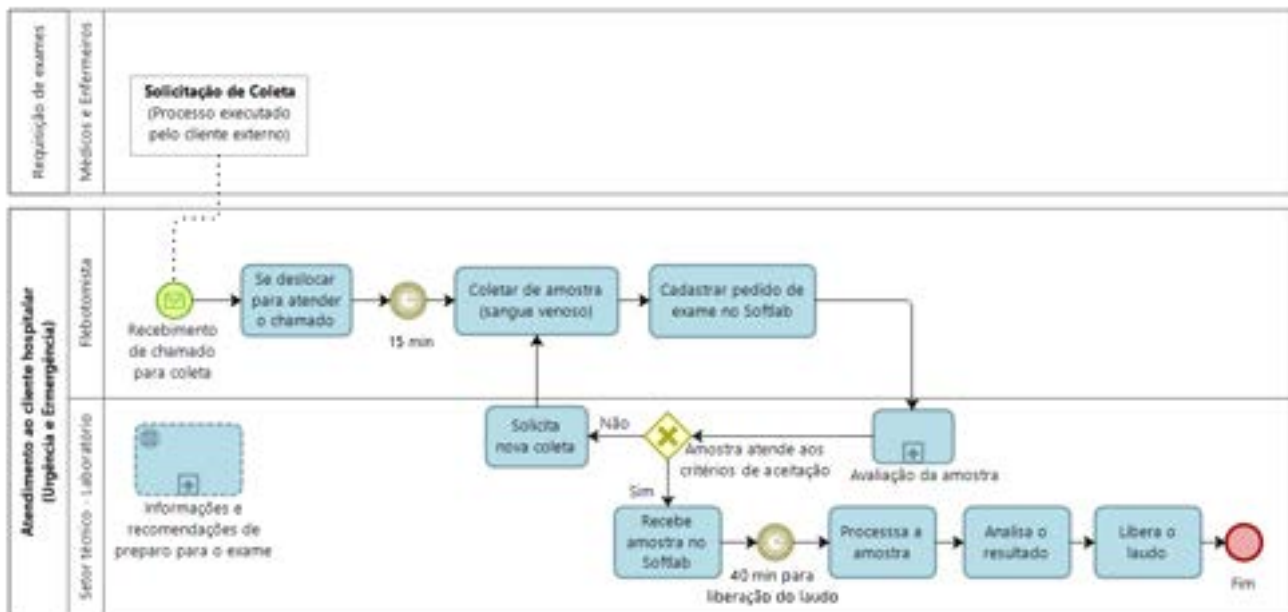 Requisição de exames
Médicos e Enfermeiros
Solicitação de Coleta
(Processo executado
pelo cliente externo)
Atendimento ao cliente hospitalar
(Urgência e Emergência)
Flebotomista
Recebimento
de chamado
para coleta
Se deslocar
para atender
o chamado
15 min
Coletar de amostra
(sangue venoso)
Cadastrar pedido de
exame no Softlab
Setor técnico - Laboratório
Informações e
recomendações de
preparo para o exame
Solicita
nova coleta
Não
Amostra atende aos
critérios de aceitação
Avaliação da amostra
Sim
Recebe
amostra no
Softlab
40 min para
liberação do laudo
Processsa a
amostra
Analisa o
resultado
Libera o
laudo
Fim